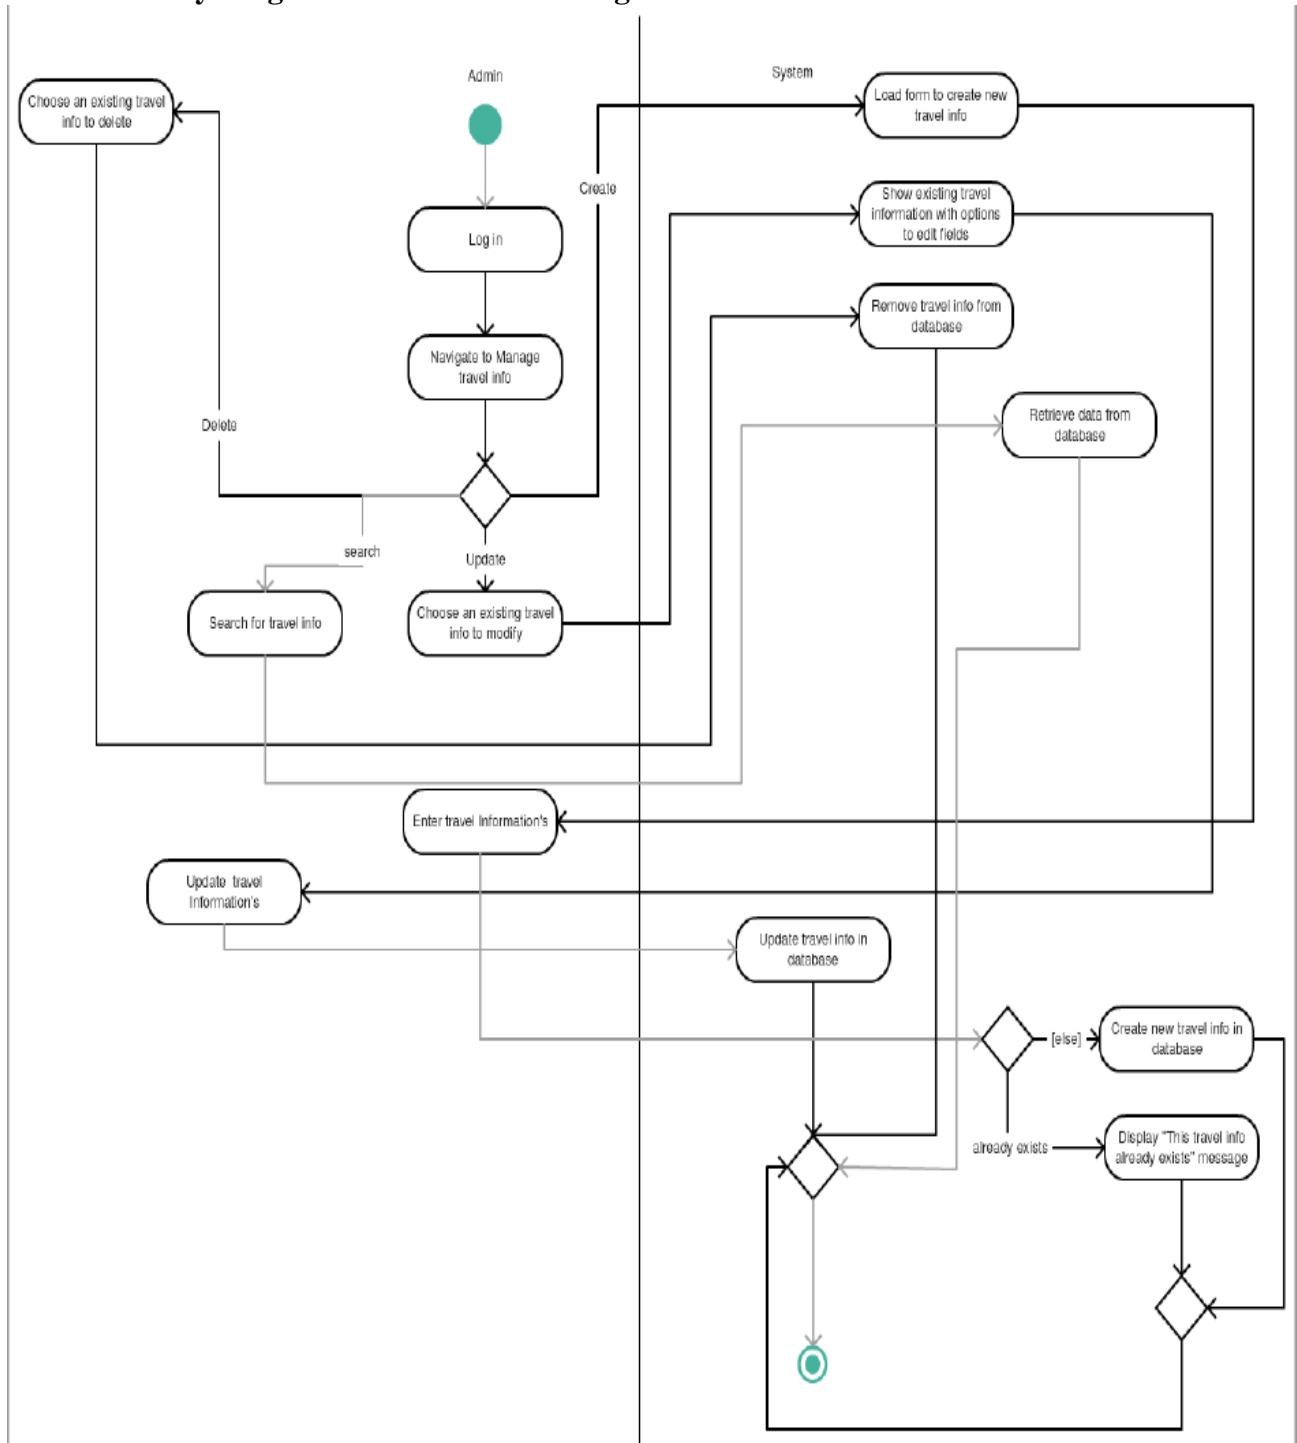 Admin
System
Choose an existing travel
info to delete
Load form to create new
travel info
Create
Show existing travel
information with options
to edit fields
Log in
Remove travel info from
database
Navigate to Manage
travel info
Delete
Retrieve data from
database
search
Update
Search for travel info
Choose an existing travel
info to modify
Enter travel Information's
Update travel
Information's
Update travel info in
database
[else]
Create new travel info in
database
already exists
Display "This travel info
already exists" message